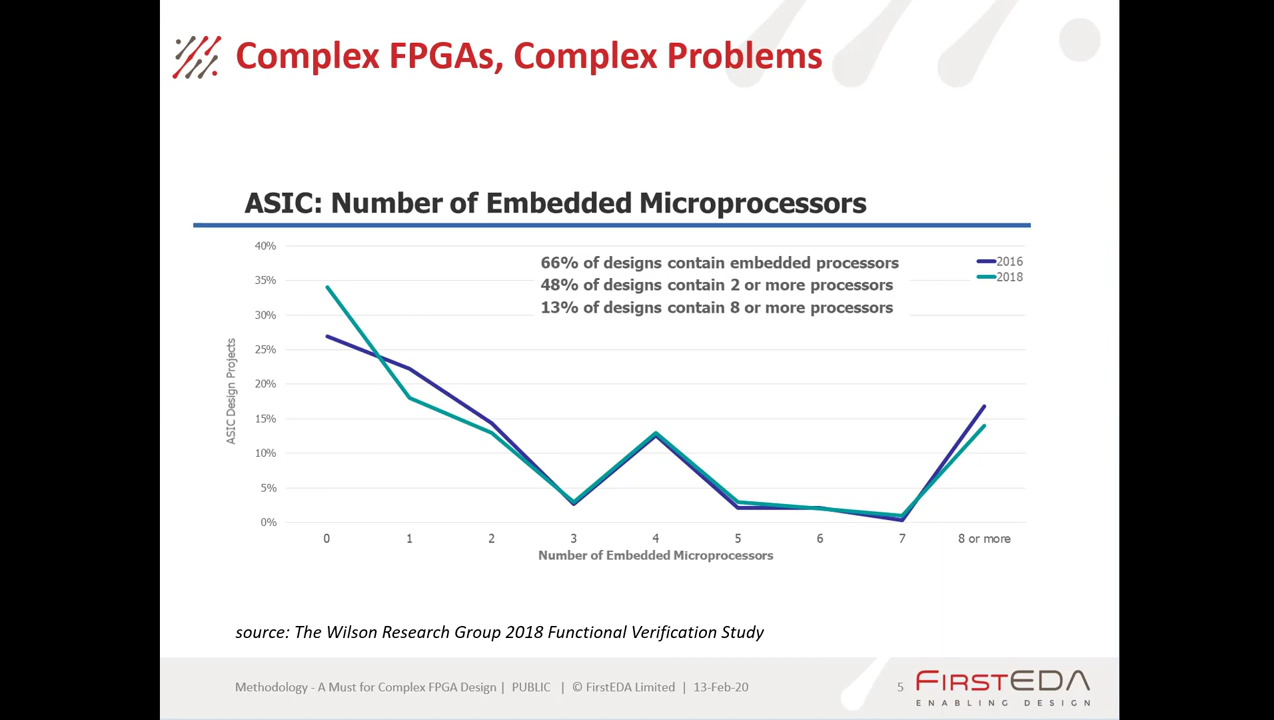 Complex FPGAs, Complex Problems
ASIC: Number of Embedded Microprocessors
66% of designs contain embedded processors
48% of designs contain 2 or more processors
13% of designs contain 8 or more processors
2016
2018
40%
35%
30%
25%
20%
15%
10%
5%
0%
ASIC Design Projects
0 1 2 3 4 5 6 7 8 or more
Number of Embedded Microprocessors
source: The Wilson Research Group 2018 Functional Verification Study
Methodology - A Must for Complex FPGA Design | PUBLIC | © FirstEDA Limited | 13-Feb-20
5
FIRSTEDA
ENABLING DESIGN